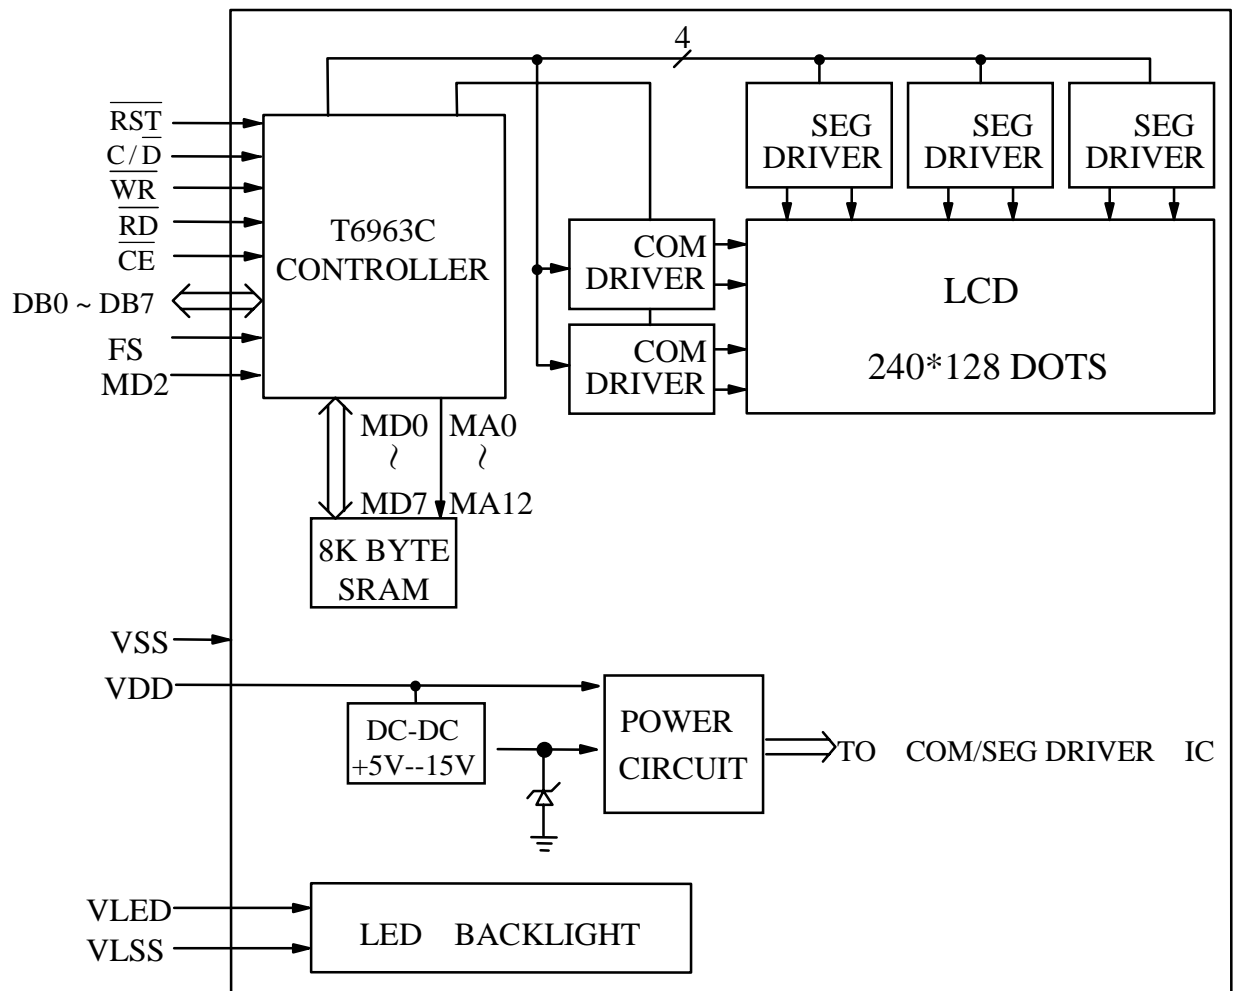 4
RST
C/D
WR
RD
CE
DB0 ~ DB7
FS
MD2
T6963C
CONTROLLER
SEG
DRIVER
SEG
DRIVER
SEG
DRIVER
COM
DRIVER
COM
DRIVER
LCD
240*128 DOTS
MD0
~
MD7
MA0
~
MA12
8K BYTE
SRAM
VSS
VDD
DC-DC
+5V--15V
POWER
CIRCUIT
TO COM/SEG DRIVER IC
VLED
VLSS
LED BACKLIGHT